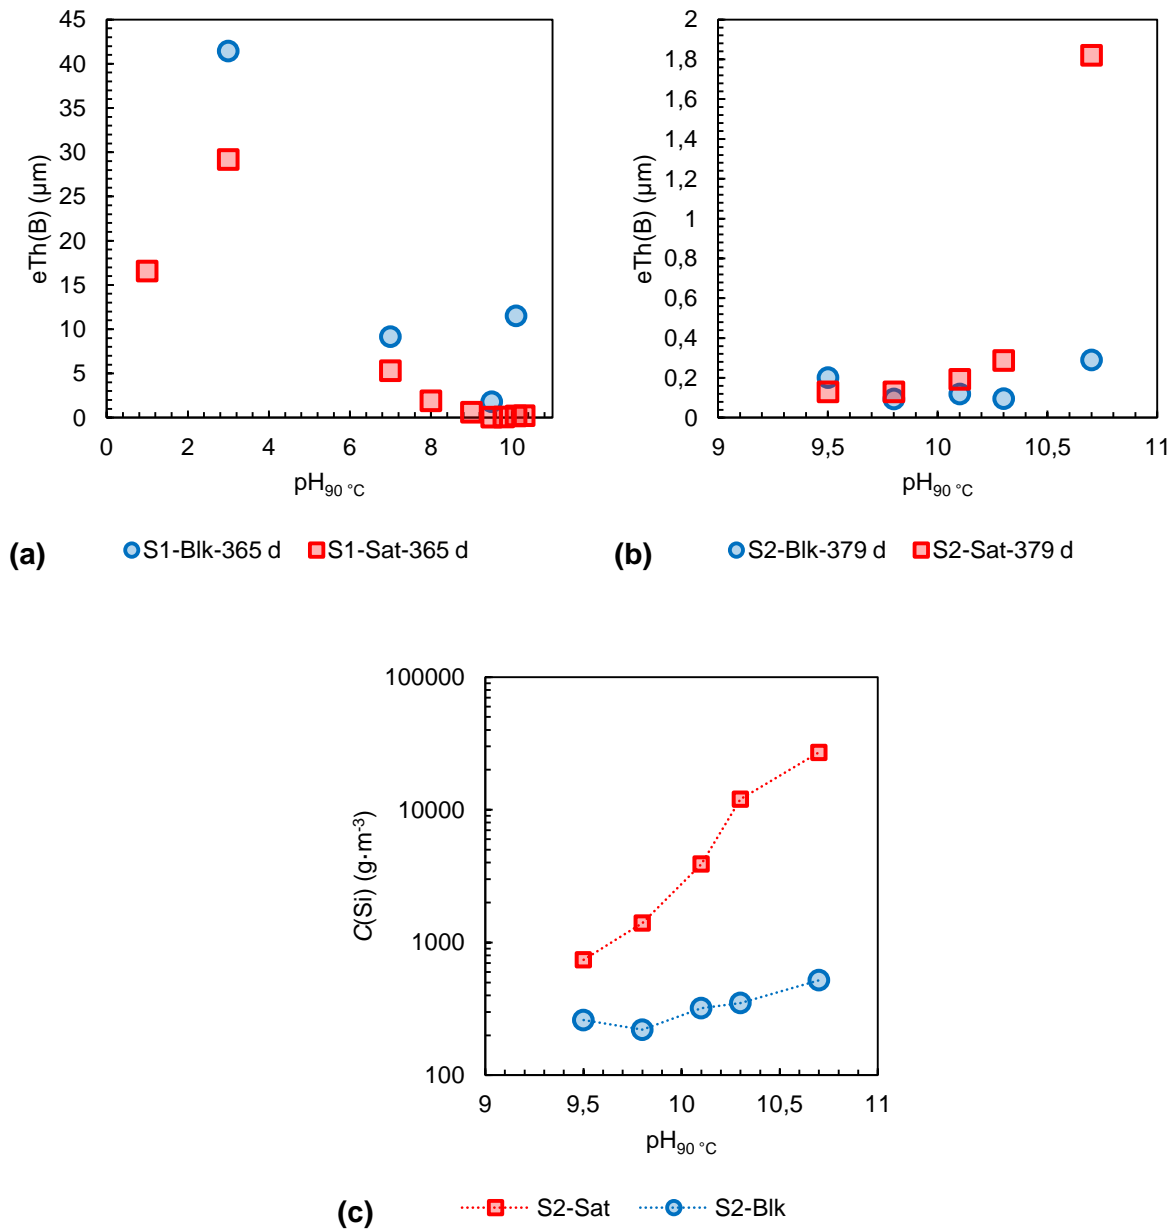 45
40
35
30
25
20
15
10
5
0
eTh(B) (µm)
0 2 4 6 8 10
pH90 °C
(a) S1-Blk-365 d S1-Sat-365 d
2
1,8
1,6
1,4
1,2
1
0,8
0,6
0,4
0,2
0
eTh(B) (µm)
9 9,5 10 10,5 11
pH90 °C
(b) S2-Blk-379 d S2-Sat-379 d
100000
10000
1000
100
C(Si) (g·m-3)
9 9,5 10 10,5 11
pH90 °C
(c) S2-Sat S2-Blk